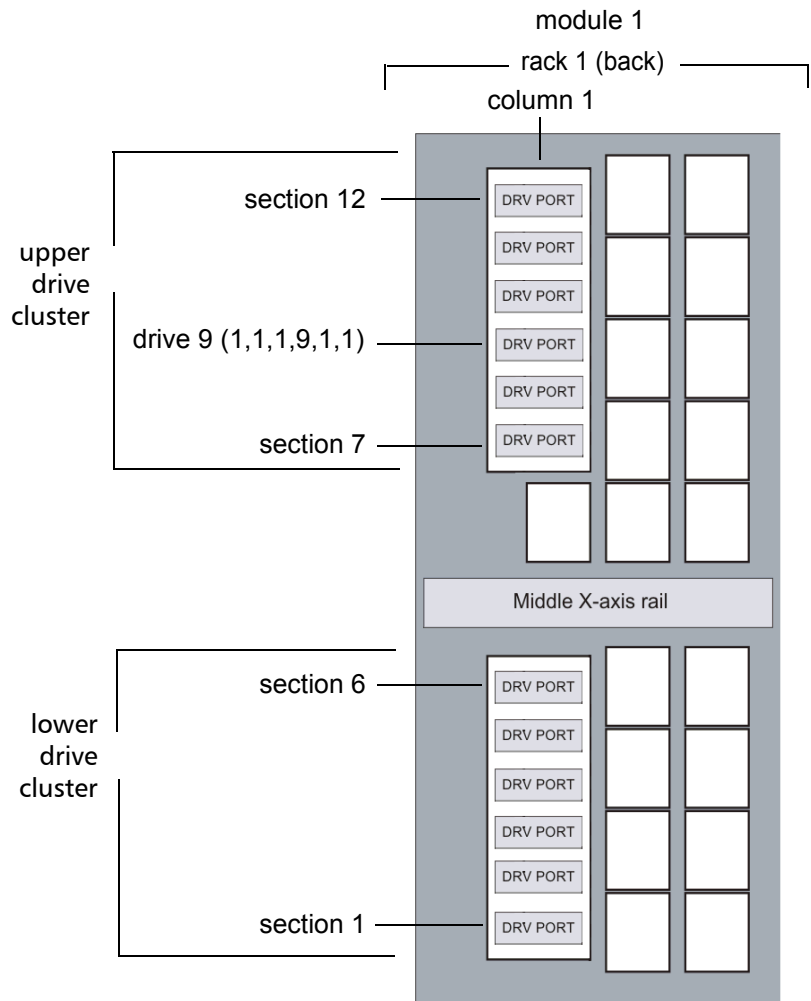 module 1
rack 1 (back)
column 1
section 12
DRV PORT
DRV PORT
upper
drive
cluster
DRV PORT
drive 9 (1,1,1,9,1,1)
DRV PORT
DRV PORT
section 7
DRV PORT
Middle X-axis rail
section 6
DRV PORT
lower
drive
cluster
DRV PORT
DRV PORT
DRV PORT
DRV PORT
section 1
DRV PORT